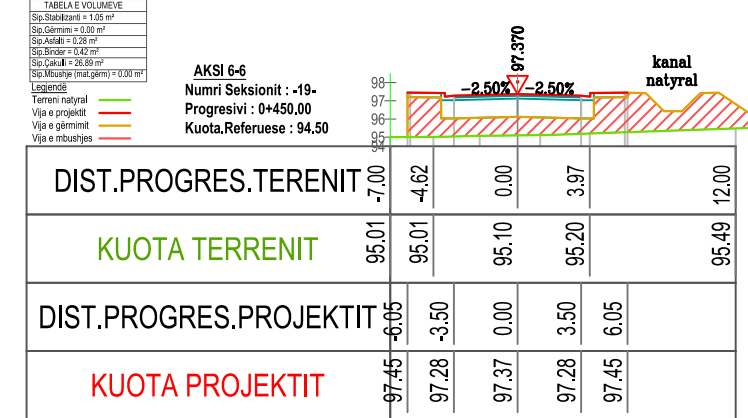 TABELA E VOLUMEVE
Sip.Stabilizanti = 1.05 m²
Sip.Gërmimi = 0.00 m²
Sip.Asfalti = 0.28 m²
Sip.Binder = 0.42 m²
Sip.Çakull = 26.89 m²
Sip.Mbushje (mat.gërm) = 0.00 m²
Legjendë
Terreni natyral
Vija e projektit
Vija e gërmimit
Vija e mbushjes
AKSI 6-6
Numri Seksionit : -19-
Progresivi : 0+450,00
Kuota.Referuese : 94,50
97.370
-2.50% -2.50%
kanal
natyral
98
97
96
95
94
DIST.PROGRES.TERENIT -7.00 -4.62 0.00 3.97 12.00
KUOTA TERRENIT 95.01 95.01 95.10 95.20 95.49
DIST.PROGRES.PROJEKTIT -6.05 -3.50 0.00 3.50 6.05
KUOTA PROJEKTIT 97.45 97.28 97.37 97.28 97.45